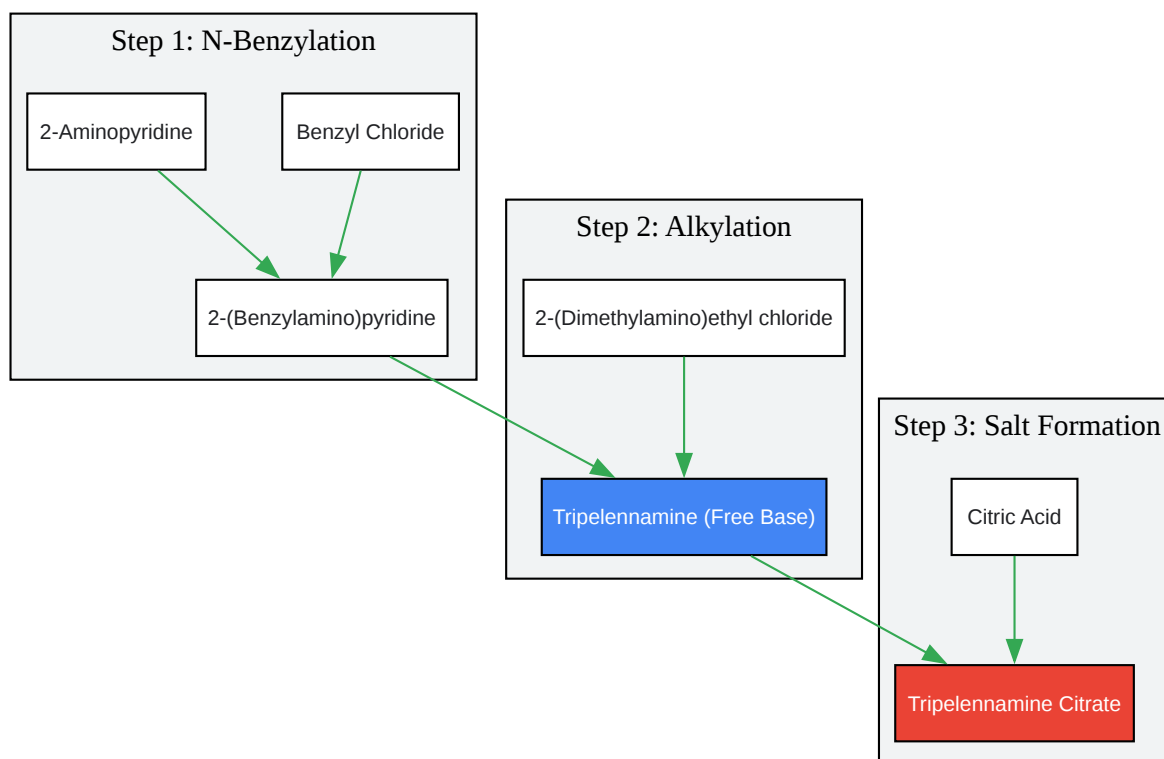 Step 1: N-Benzylation
2-Aminopyridine
Benzyl Chloride
2-(Benzylamino)pyridine
Step 2: Alkylation
2-(Dimethylamino)ethyl chloride
Tripelennamine (Free Base)
Step 3: Salt Formation
Citric Acid
Tripelennamine Citrate